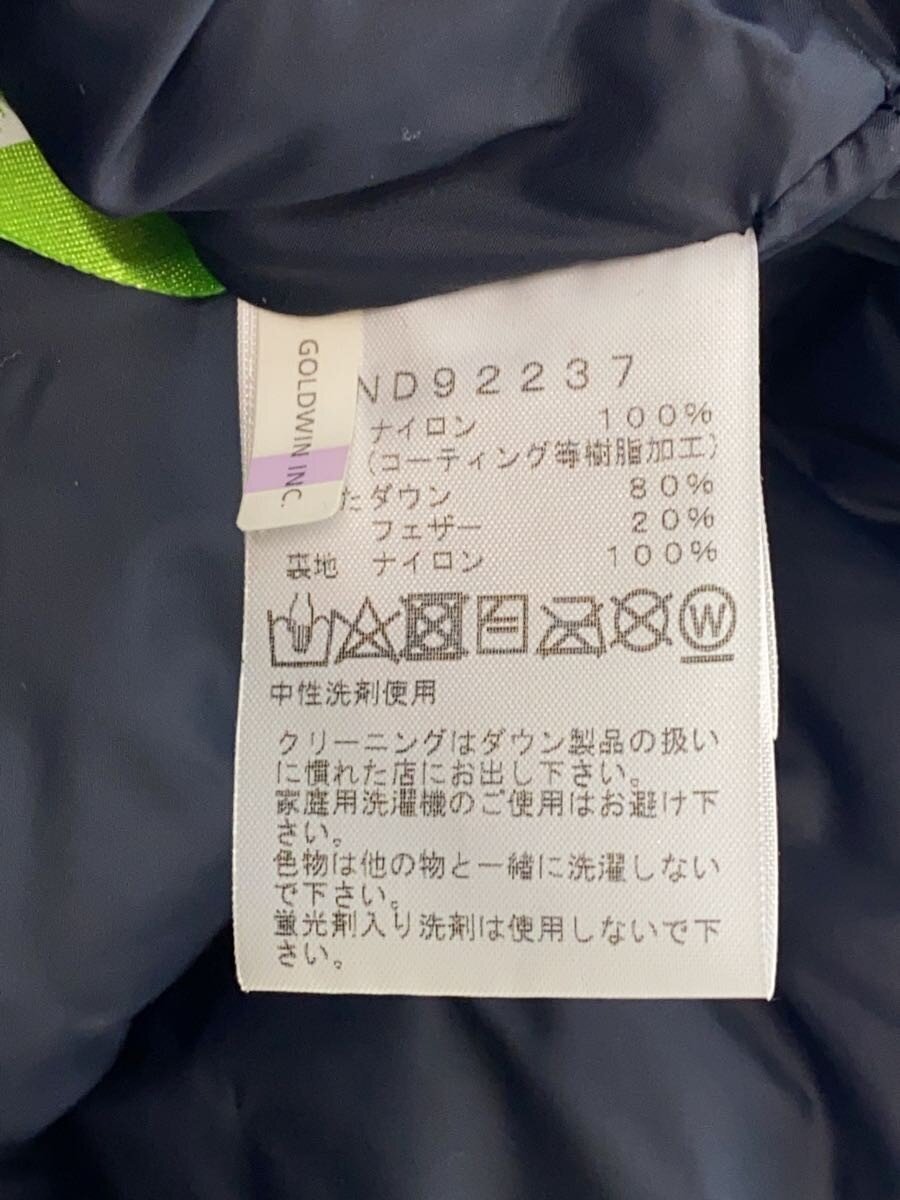 GOLDWIN INC.
ND92237
ナイロン 100%
(コーティング等樹脂加工)
たダウン 80%
フェザー 20%
裏地 ナイロン 100%
W
中性洗剤使用
クリーニングはダウン製品の扱い
に慣れた店にお出し下さい。
家庭用洗濯機のご使用はお避け下
さい。
色物は他の物と一緒に洗濯しない
で下さい。
蛍光剤入り洗剤は使用しないで下
さい。